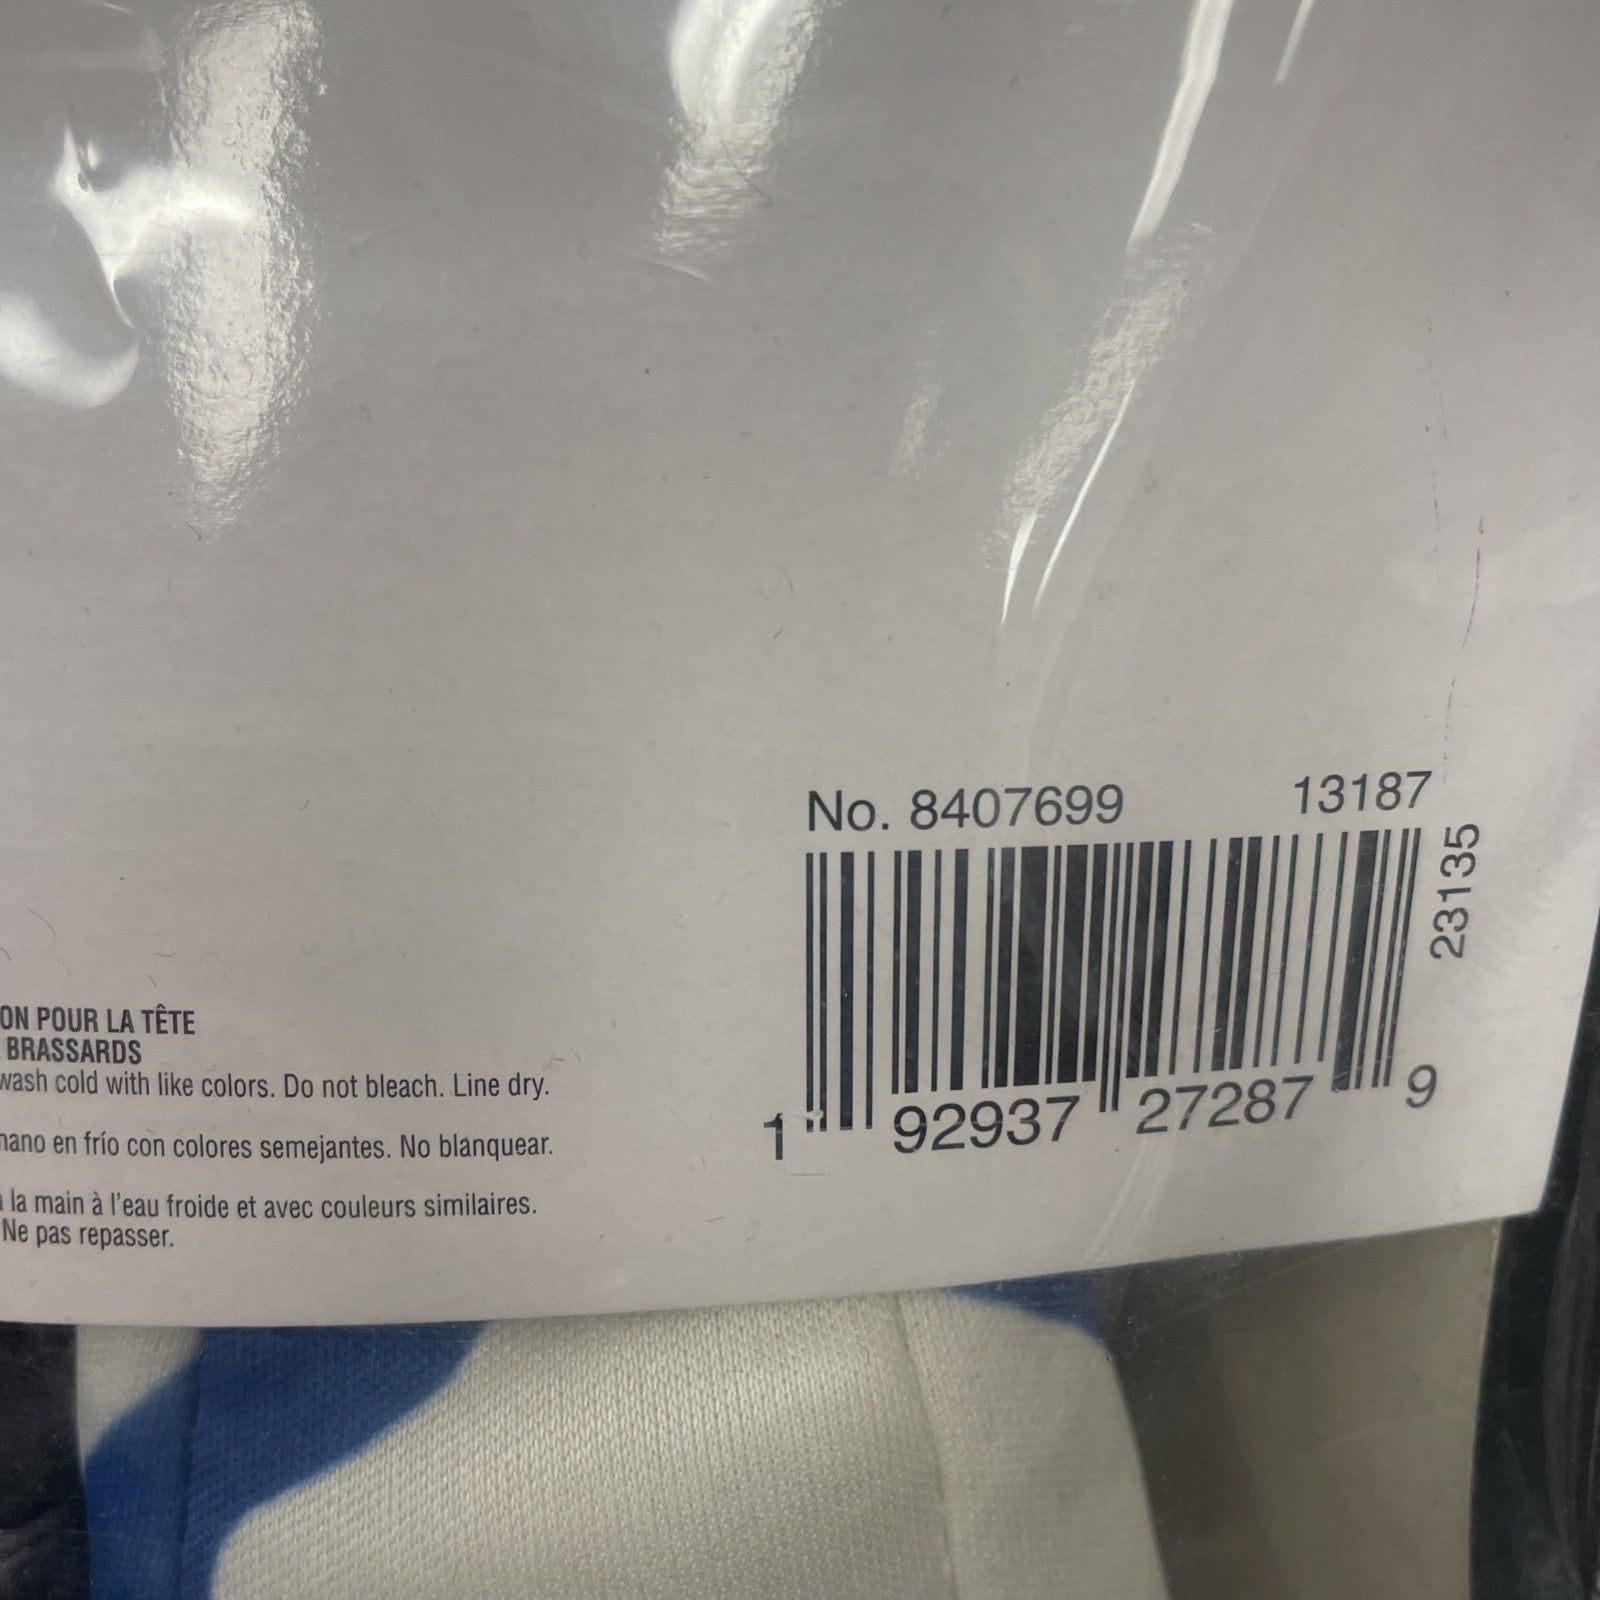 No. 8407699 13187
23135
1 92937 27287 9
ON POUR LA TÊTE
BRASSARDS
wash cold with like colors. Do not bleach. Line dry.
mano en frío con colores semejantes. No blanquear.
à la main à l'eau froide et avec couleurs similaires.
Ne pas repasser.